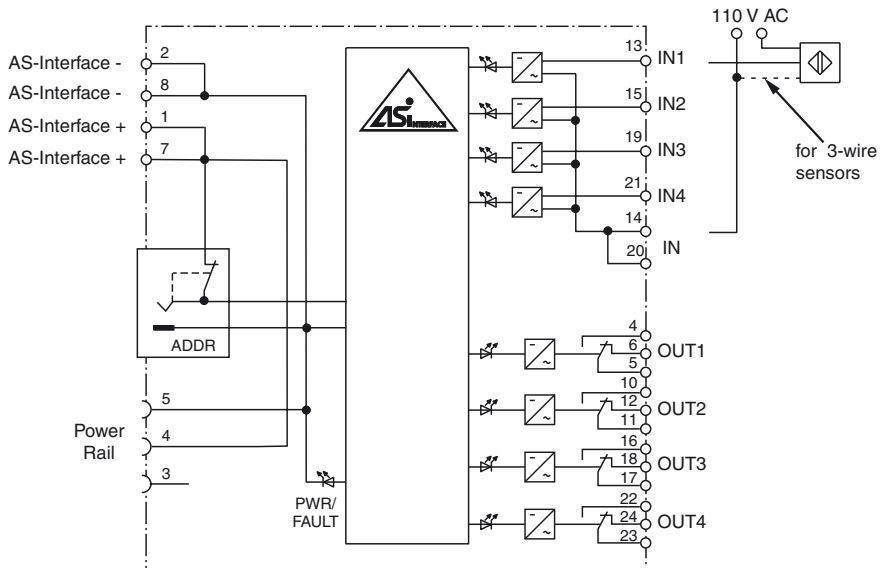 110 V AC
AS-Interface -
2
AS-Interface -
8
AS-Interface +
1
AS-Interface +
7
ASi INTERFACE
13
IN1
15
IN2
19
IN3
21
IN4
14
20
IN
for 3-wire
sensors
ADDR
Power
Rail
5
4
3
PWR/
FAULT
4
6
5
OUT1
10
12
11
OUT2
16
18
17
OUT3
22
24
23
OUT4